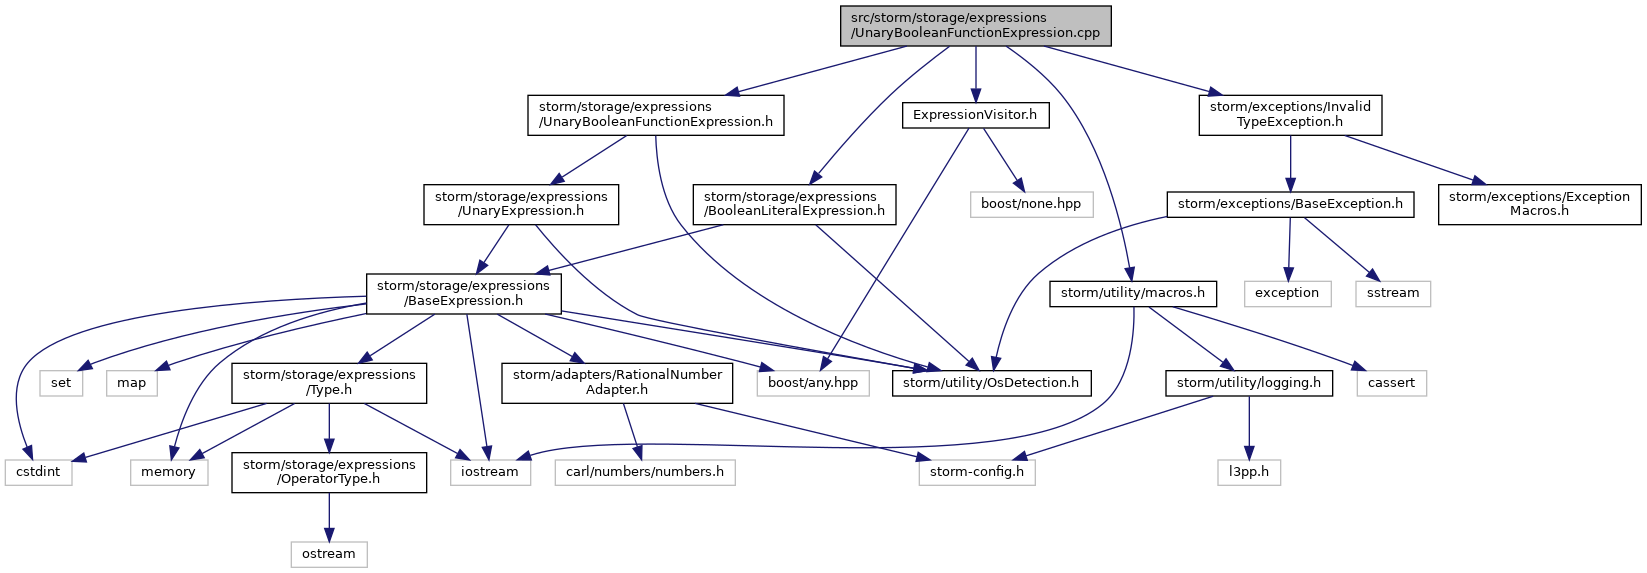 src/storm/storage/expressions
/UnaryBooleanFunctionExpression.cpp
storm/storage/expressions
/UnaryBooleanFunctionExpression.h
ExpressionVisitor.h
storm/exceptions/Invalid
TypeException.h
storm/storage/expressions
/UnaryExpression.h
storm/storage/expressions
/BooleanLiteralExpression.h
boost/none.hpp
storm/exceptions/BaseException.h
storm/exceptions/Exception
Macros.h
storm/storage/expressions
/BaseExpression.h
storm/utility/macros.h
exception
sstream
set
map
storm/storage/expressions
/Type.h
storm/adapters/RationalNumber
Adapter.h
boost/any.hpp
storm/utility/OsDetection.h
storm/utility/logging.h
cassert
cstdint
memory
storm/storage/expressions
/OperatorType.h
iostream
carl/numbers/numbers.h
storm-config.h
l3pp.h
ostream